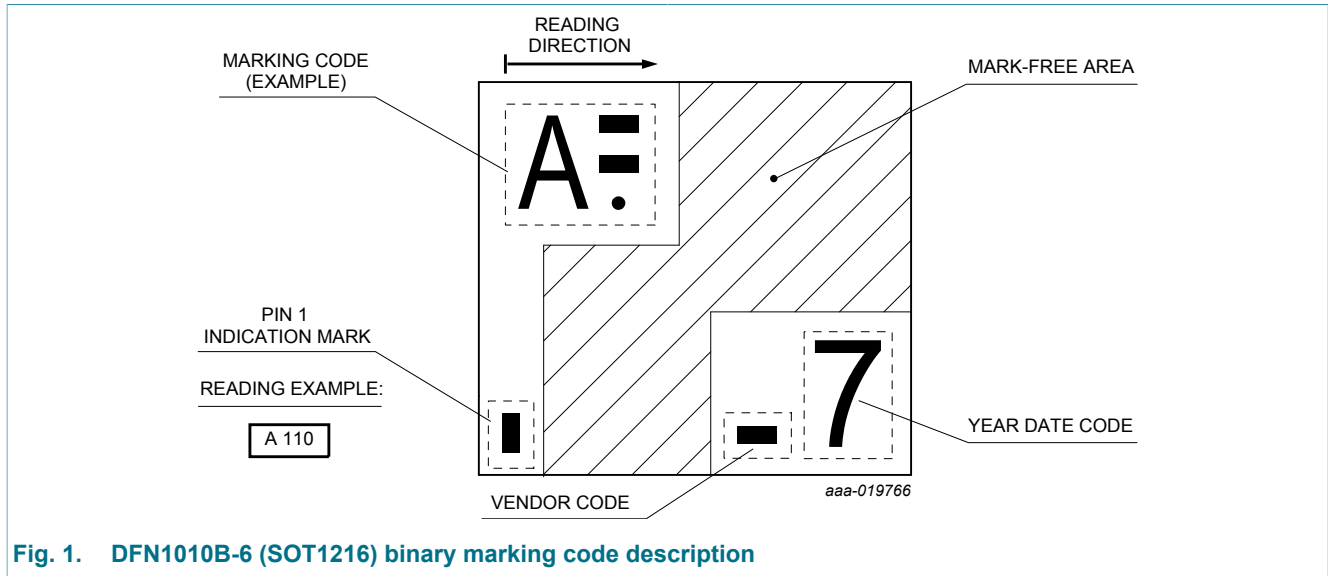 READING
DIRECTION
MARKING CODE
(EXAMPLE)
MARK-FREE AREA
A
PIN 1
INDICATION MARK
READING EXAMPLE:
A 110
7
YEAR DATE CODE
VENDOR CODE
aaa-019766
Fig. 1. DFN1010B-6 (SOT1216) binary marking code description